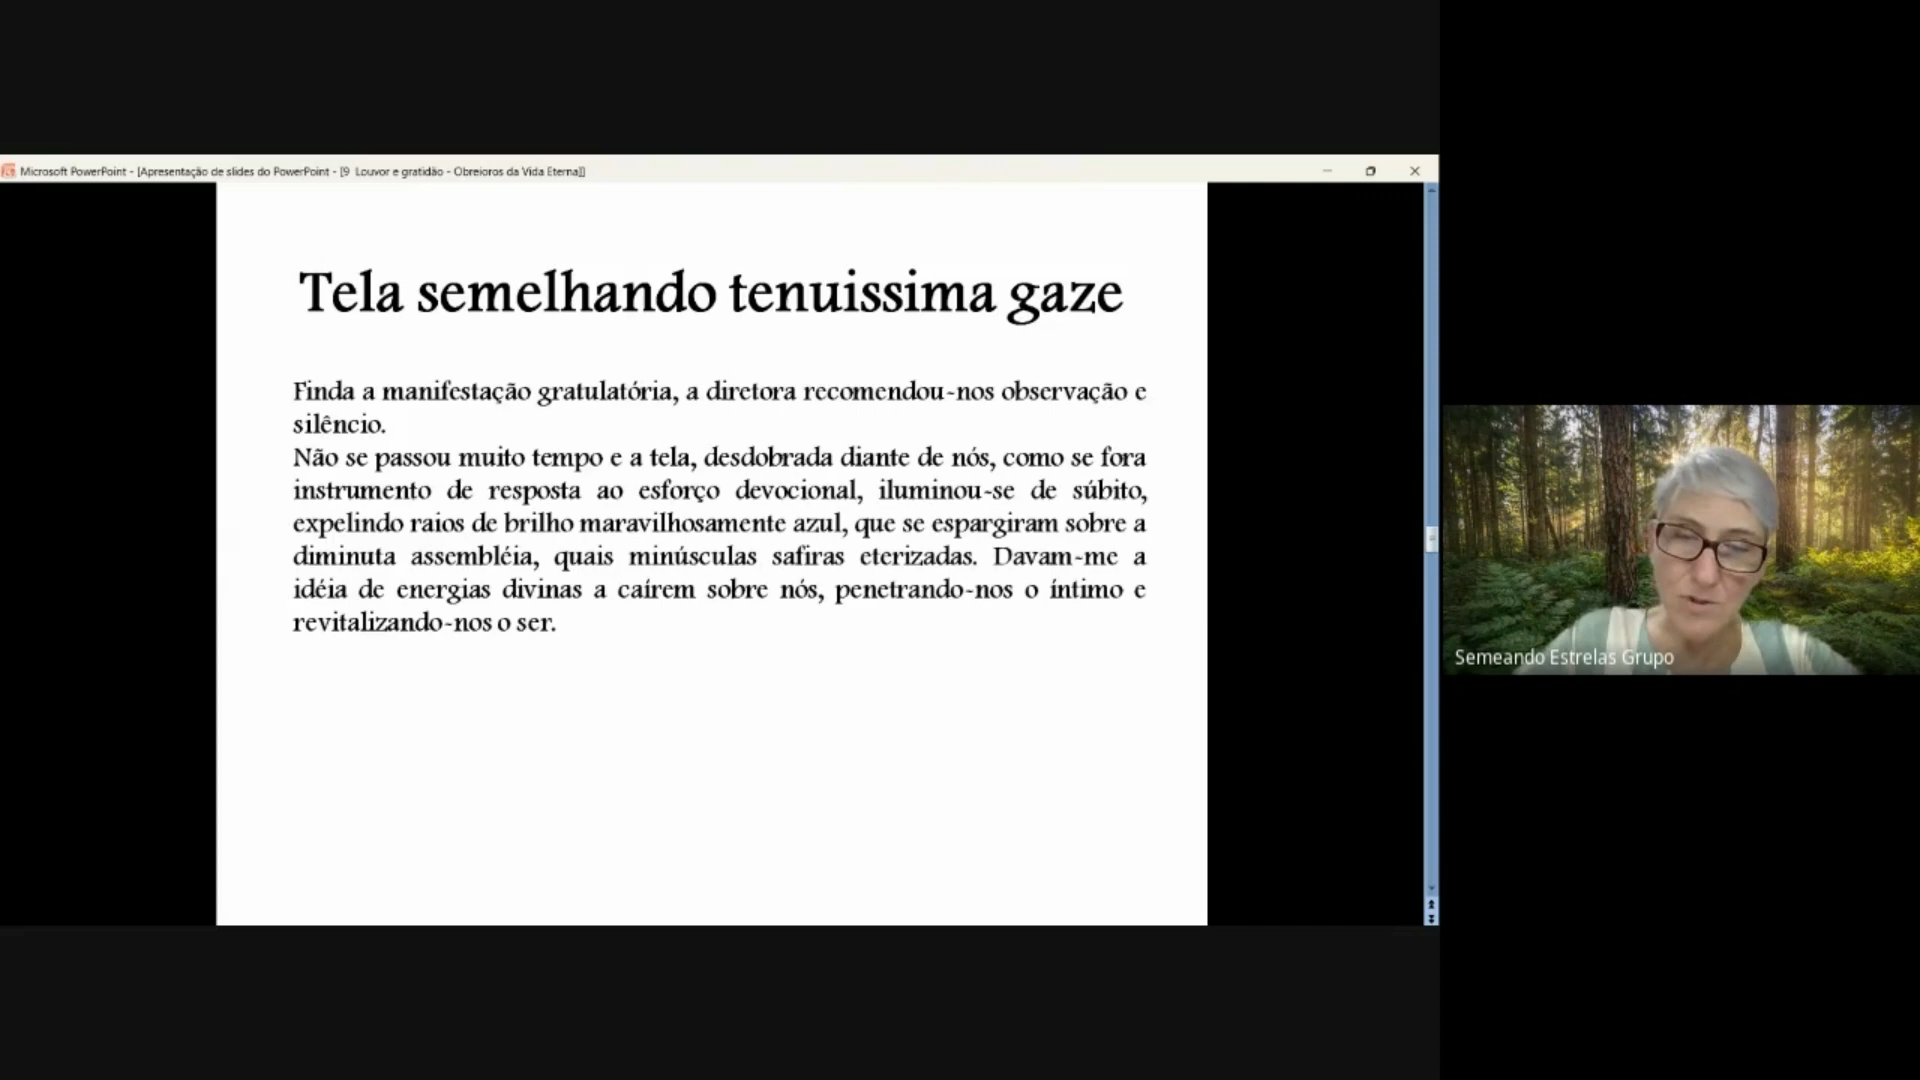 Microsoft PowerPoint - [Apresentação de slides do PowerPoint - [9 Louvor e gratidão - Obreioros da Vida Eterna]]
Tela semelhando tenuissima gaze
Finda a manifestação gratulatória, a diretora recomendou-nos observação e
silêncio.
Não se passou muito tempo e a tela, desdobrada diante de nós, como se fora
instrumento de resposta ao esforço devocional, iluminou-se de súbito,
expelindo raios de brilho maravilhosamente azul, que se espargiram sobre a
diminuta assembléia, quais minúsculas safiras eterizadas. Davam-me a
idéia de energias divinas a caírem sobre nós, penetrando-nos o íntimo e
revitalizando-nos o ser.
Semeando Estrelas Grupo